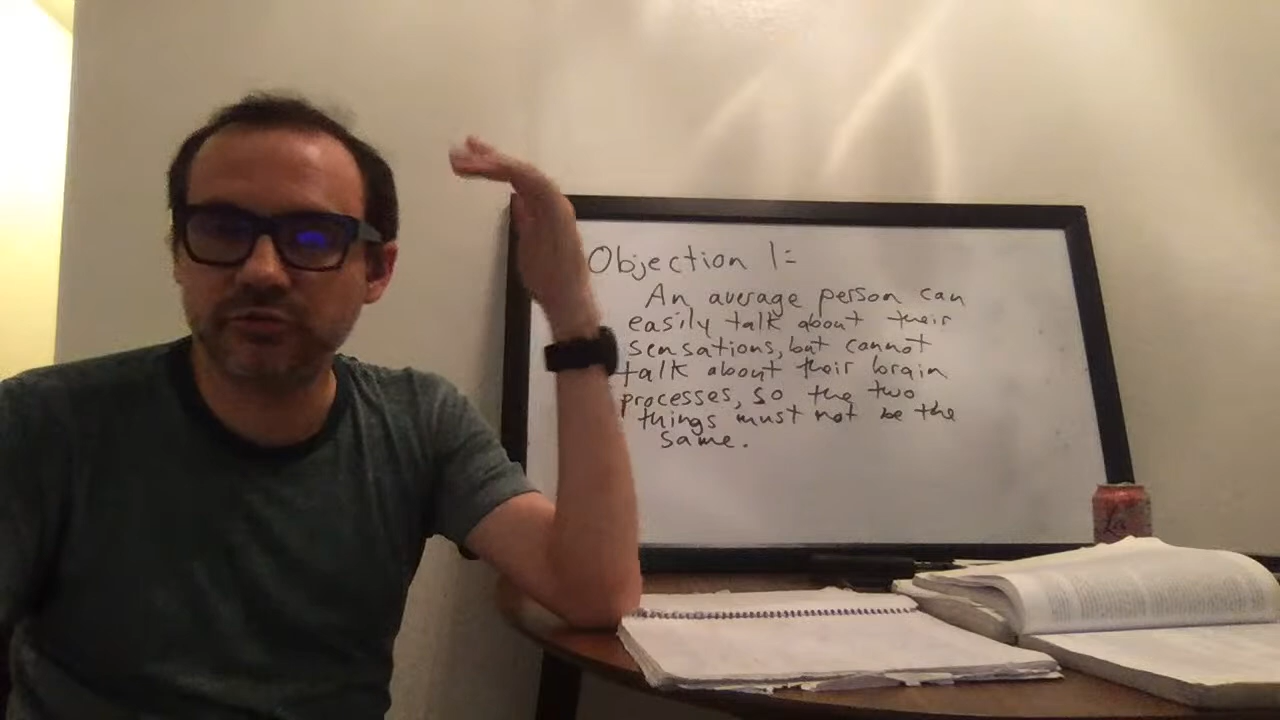 Objection 1:
An average person can
easily talk about their
sensations, but cannot
talk about their brain
processes, so the two
things must not be the
same.